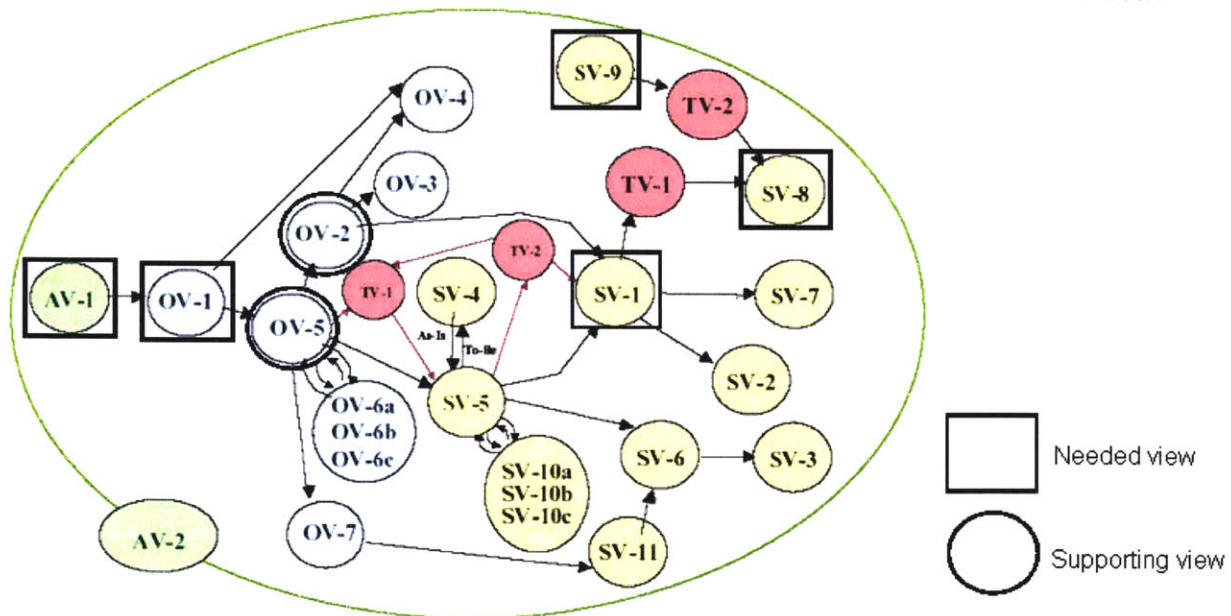 SV-9
OV-4
TV-2
OV-3
TV-1
SV-8
OV-2
TV-2
AV-1
OV-1
TV-1
SV-4
SV-1
SV-7
OV-5
As-Is
To-Be
SV-2
OV-6a
OV-6b
OV-6c
SV-5
SV-6
SV-3
Needed view
SV-10a
SV-10b
SV-10c
AV-2
OV-7
SV-11
Supporting view